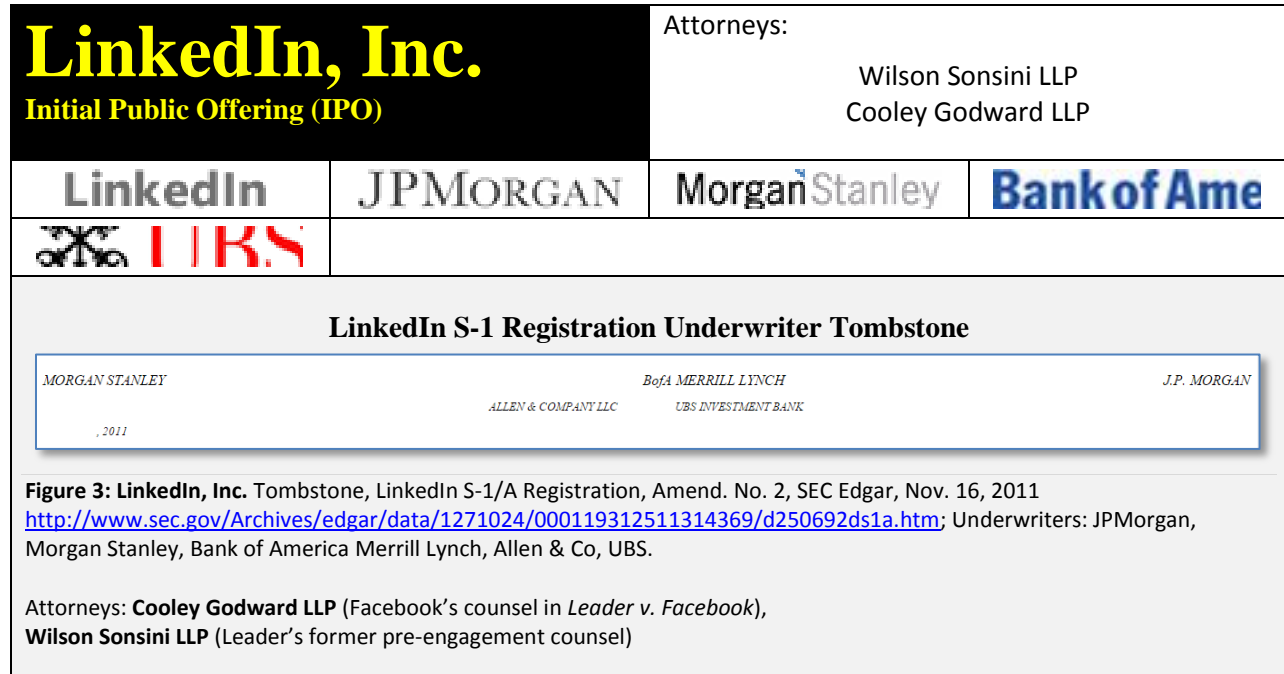 LinkedIn, Inc.
Initial Public Offering (IPO)
Attorneys:
Wilson Sonsini LLP
Cooley Godward LLP
LinkedIn
JPMORGAN
MorganStanley
Bank of Ame
UBS
LinkedIn S-1 Registration Underwriter Tombstone
MORGAN STANLEY BofA MERRILL LYNCH J.P. MORGAN
ALLEN & COMPANY LLC UBS INVESTMENT BANK
, 2011
Figure 3: LinkedIn, Inc. Tombstone, LinkedIn S-1/A Registration, Amend. No. 2, SEC Edgar, Nov. 16, 2011
http://www.sec.gov/Archives/edgar/data/1271024/000119312511314369/d250692ds1a.htm; Underwriters: JPMorgan,
Morgan Stanley, Bank of America Merrill Lynch, Allen & Co, UBS.
Attorneys: Cooley Godward LLP (Facebook's counsel in Leader v. Facebook),
Wilson Sonsini LLP (Leader's former pre-engagement counsel)